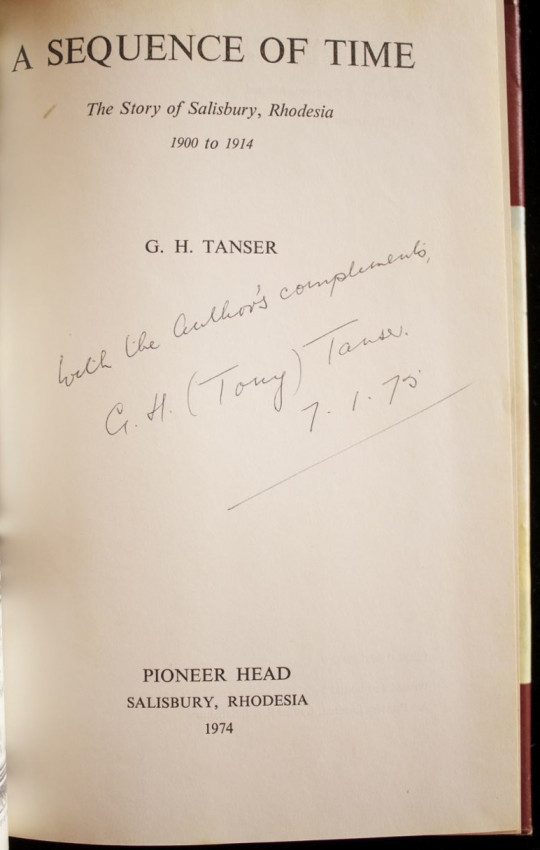 A SEQUENCE OF TIME
The Story of Salisbury, Rhodesia
1900 to 1914
G. H. TANSER
With the Author's compliments,
G. H. (Tony) Tanser.
7. 1. 75
PIONEER HEAD
SALISBURY, RHODESIA
1974